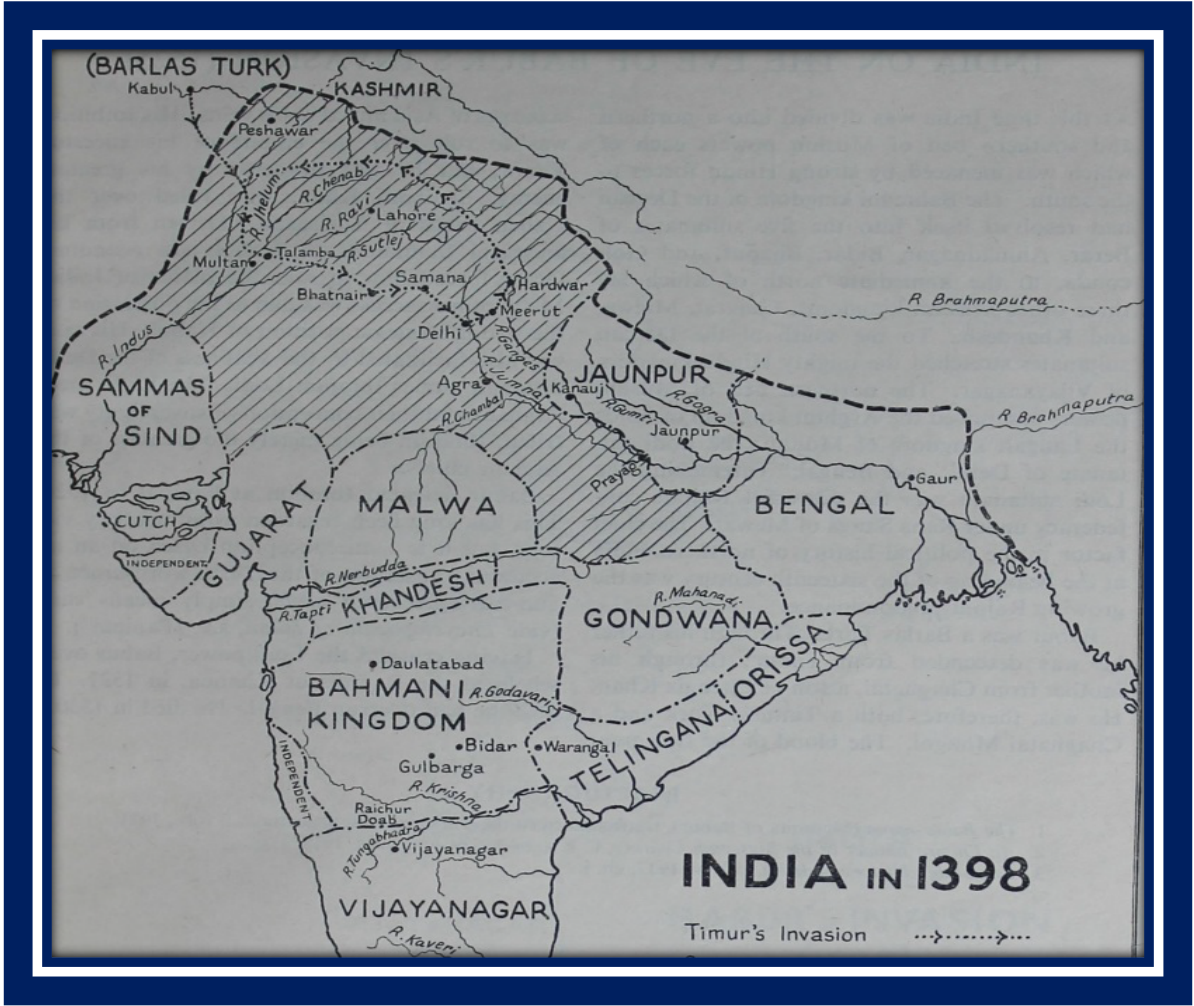 (BARLAS TURK)
Kabul
KASHMIR
Peshawar
R. Jhelum
R. Chenab
R. Ravi
Lahore
Multan
Talamba
R. Sutlej
Samana
Bhatnair
Hardwar
Meerut
Delhi
R. Brahmaputra
R. Indus
R. Ganges
R. Jumna
SAMMAS
OF
SIND
Agra
Kanauj
JAUNPUR
R. Gogra
R. Gumti
Jaunpur
R. Brahmaputra
R. Chambal
Prayag
Gaur
MALWA
BENGAL
CUTCH
INDEPENDENT
GUJARAT
R. Nerbudda
KHANDESH
R. Tapti
R. Mahanadi
GONDWANA
Daulatabad
BAHMANI
KINGDOM
R. Godavari
ORISSA
TELINGANA
Bidar
Warangal
Gulbarga
INDEPENDENT
R. Krishna
Raichur
Doab
R. Tungabhadra
Vijayanagar
VIJAYANAGAR
R. Kaveri
INDIA IN 1398
Timur's Invasion